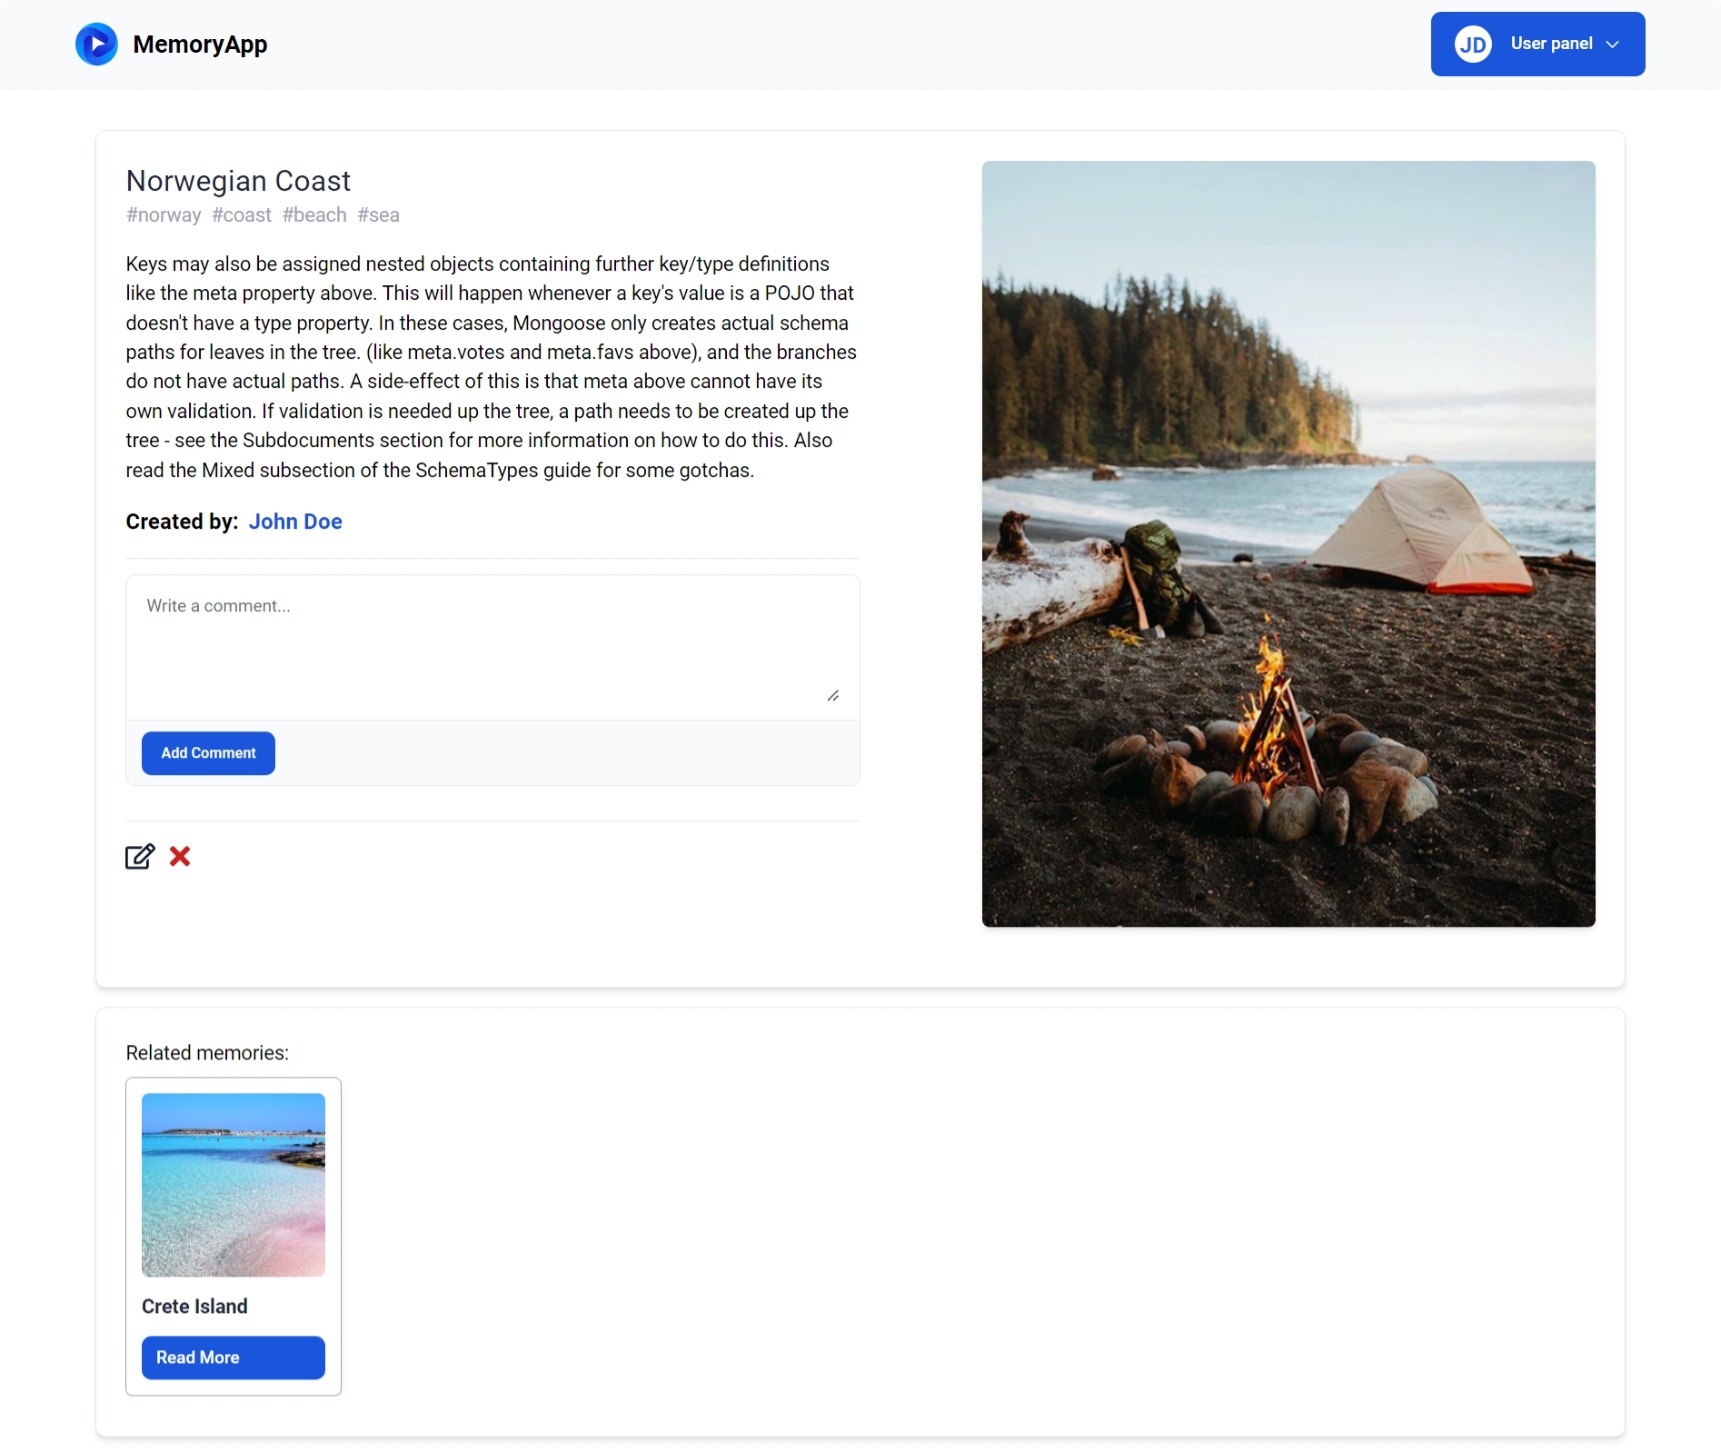 MemoryApp
JD User panel
Norwegian Coast
#norway #coast #beach #sea
Keys may also be assigned nested objects containing further key/type definitions
like the meta property above. This will happen whenever a key's value is a POJO that
doesn't have a type property. In these cases, Mongoose only creates actual schema
paths for leaves in the tree. (like meta.votes and meta.favs above), and the branches
do not have actual paths. A side-effect of this is that meta above cannot have its
own validation. If validation is needed up the tree, a path needs to be created up the
tree - see the Subdocuments section for more information on how to do this. Also
read the Mixed subsection of the SchemaTypes guide for some gotchas.
Created by: John Doe
Write a comment...
Add Comment
Related memories:
Crete Island
Read More